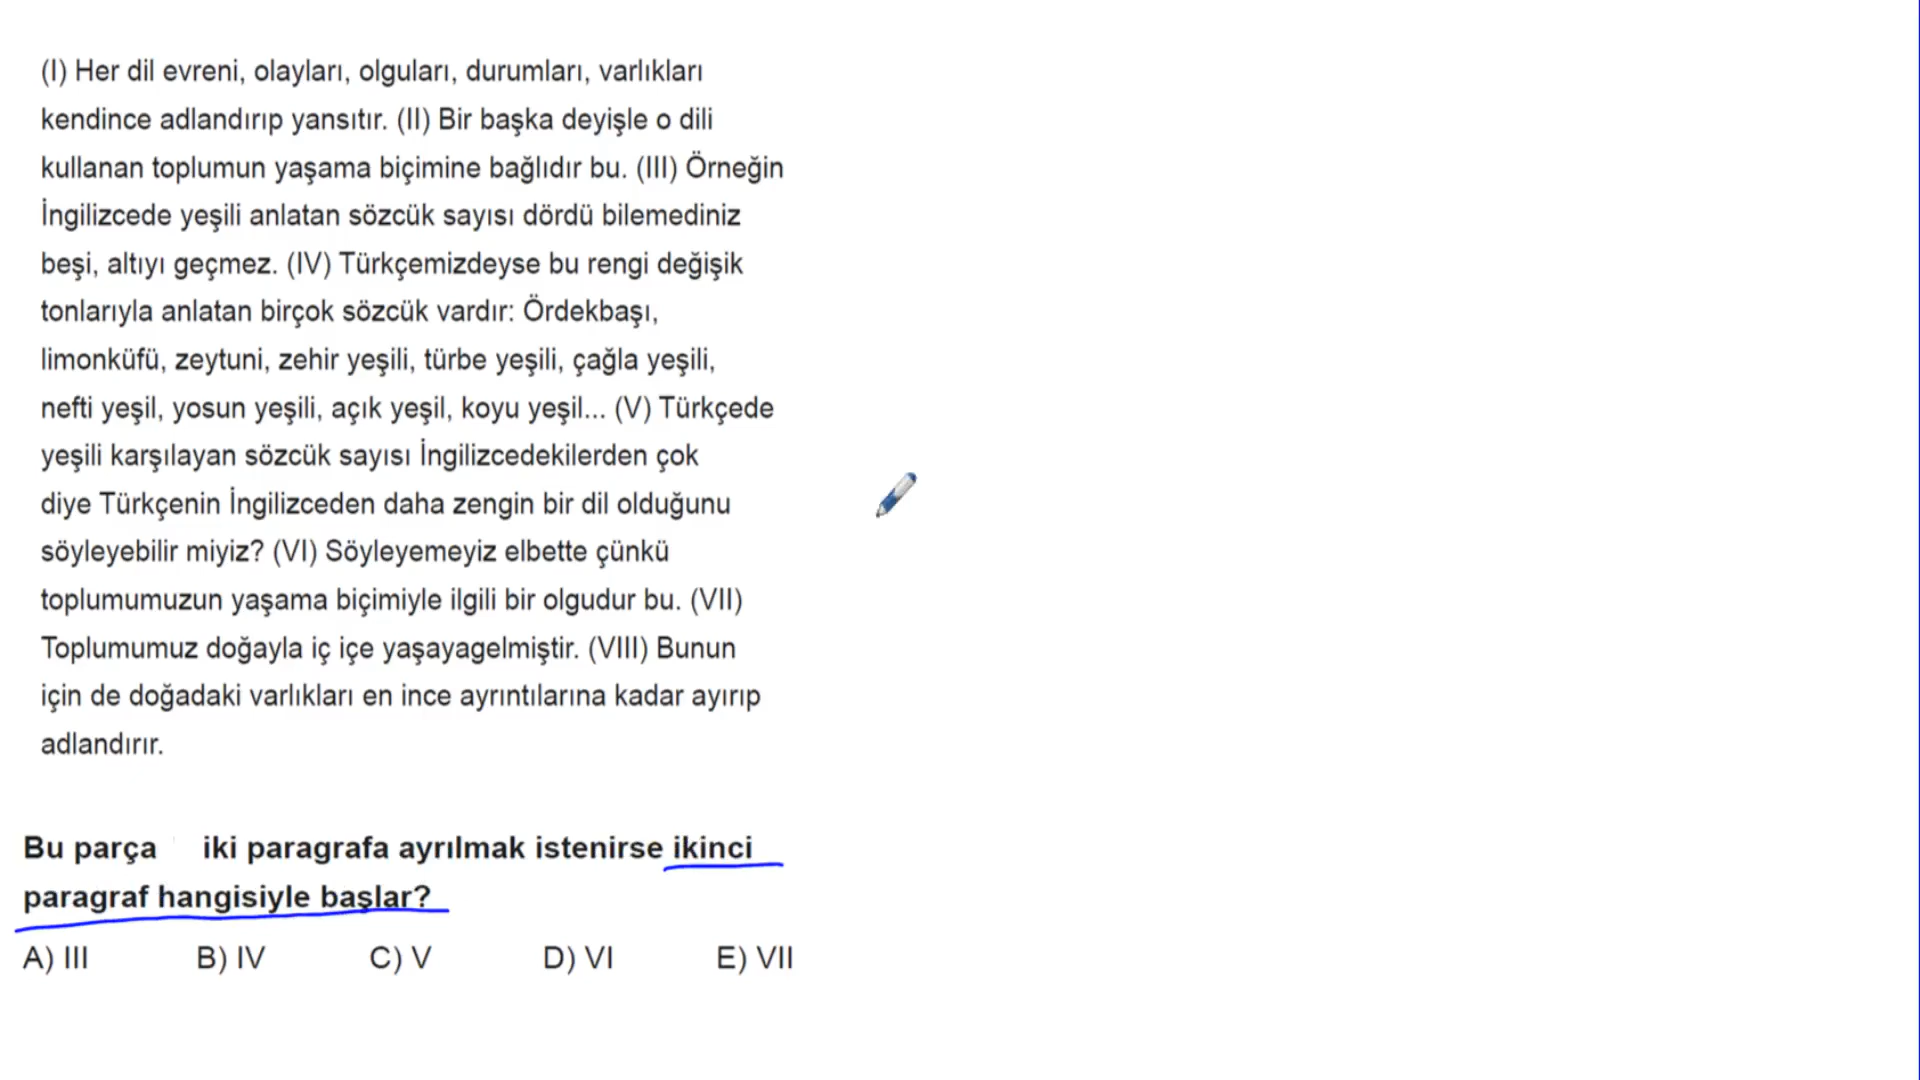 (I) Her dil evreni, olayları, olguları, durumları, varlıkları
kendince adlandırıp yansıtır. (II) Bir başka deyişle o dili
kullanan toplumun yaşama biçimine bağlıdır bu. (III) Örneğin
İngilizcede yeşili anlatan sözcük sayısı dördü bilemediniz
beşi, altıyı geçmez. (IV) Türkçemizdeyse bu rengi değişik
tonlarıyla anlatan birçok sözcük vardır: Ördekbaşı,
limonküfü, zeytuni, zehir yeşili, türbe yeşili, çağla yeşili,
nefti yeşil, yosun yeşili, açık yeşil, koyu yeşil... (V) Türkçede
yeşili karşılayan sözcük sayısı İngilizcedekilerden çok
diye Türkçenin İngilizceden daha zengin bir dil olduğunu
söyleyebilir miyiz? (VI) Söyleyemeyiz elbette çünkü
toplumumuzun yaşama biçimiyle ilgili bir olgudur bu. (VII)
Toplumumuz doğayla iç içe yaşayagelmiştir. (VIII) Bunun
için de doğadaki varlıkları en ince ayrıntılarına kadar ayırıp
adlandırır.
Bu parça iki paragrafa ayrılmak istenirse ikinci
paragraf hangisiyle başlar?
A) III B) IV C) V D) VI E) VII